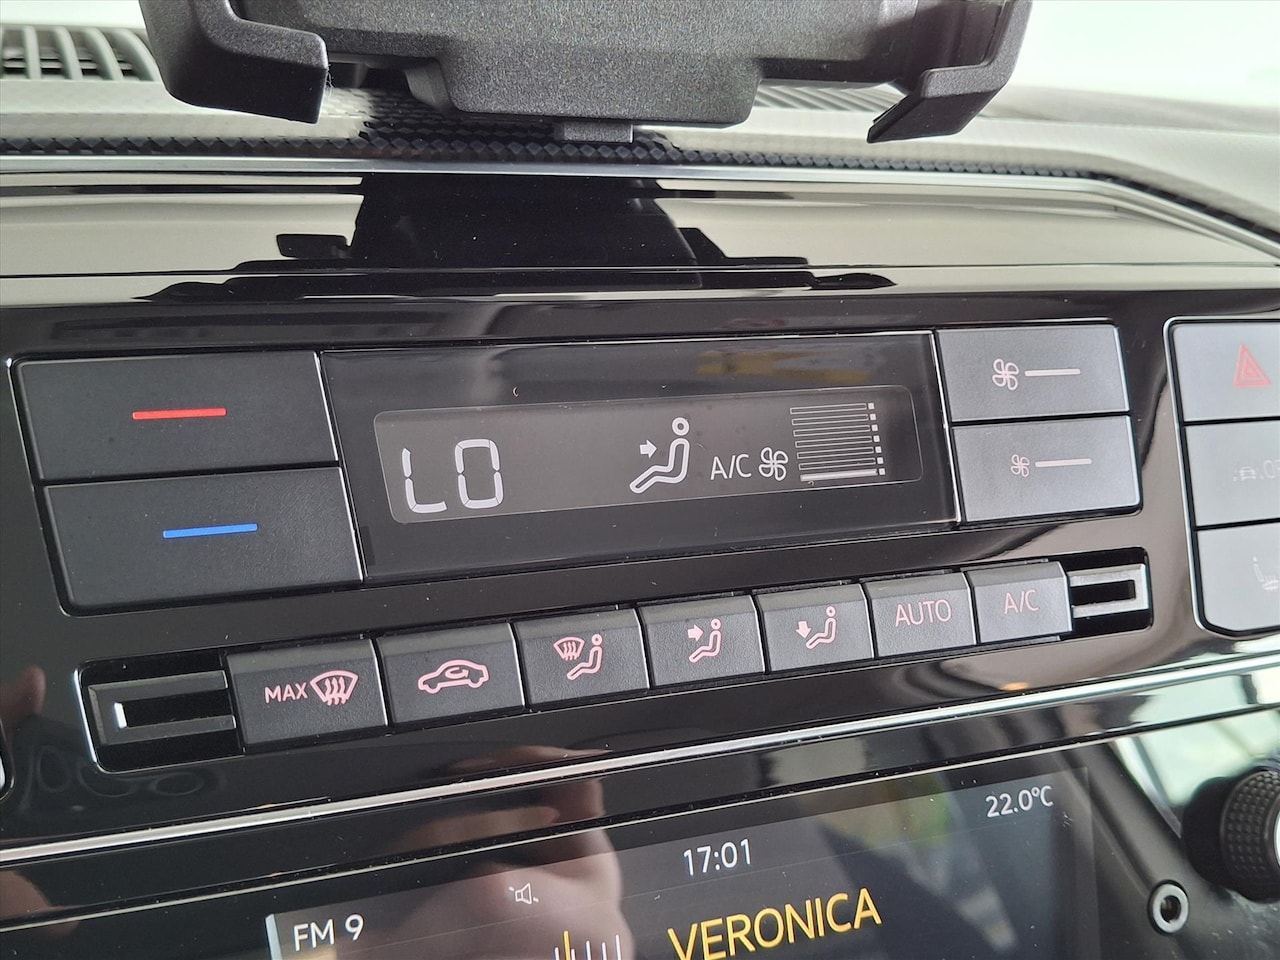 LO A/C
MAX AUTO A/C
22.0°C
17:01
FM 9
VERONICA